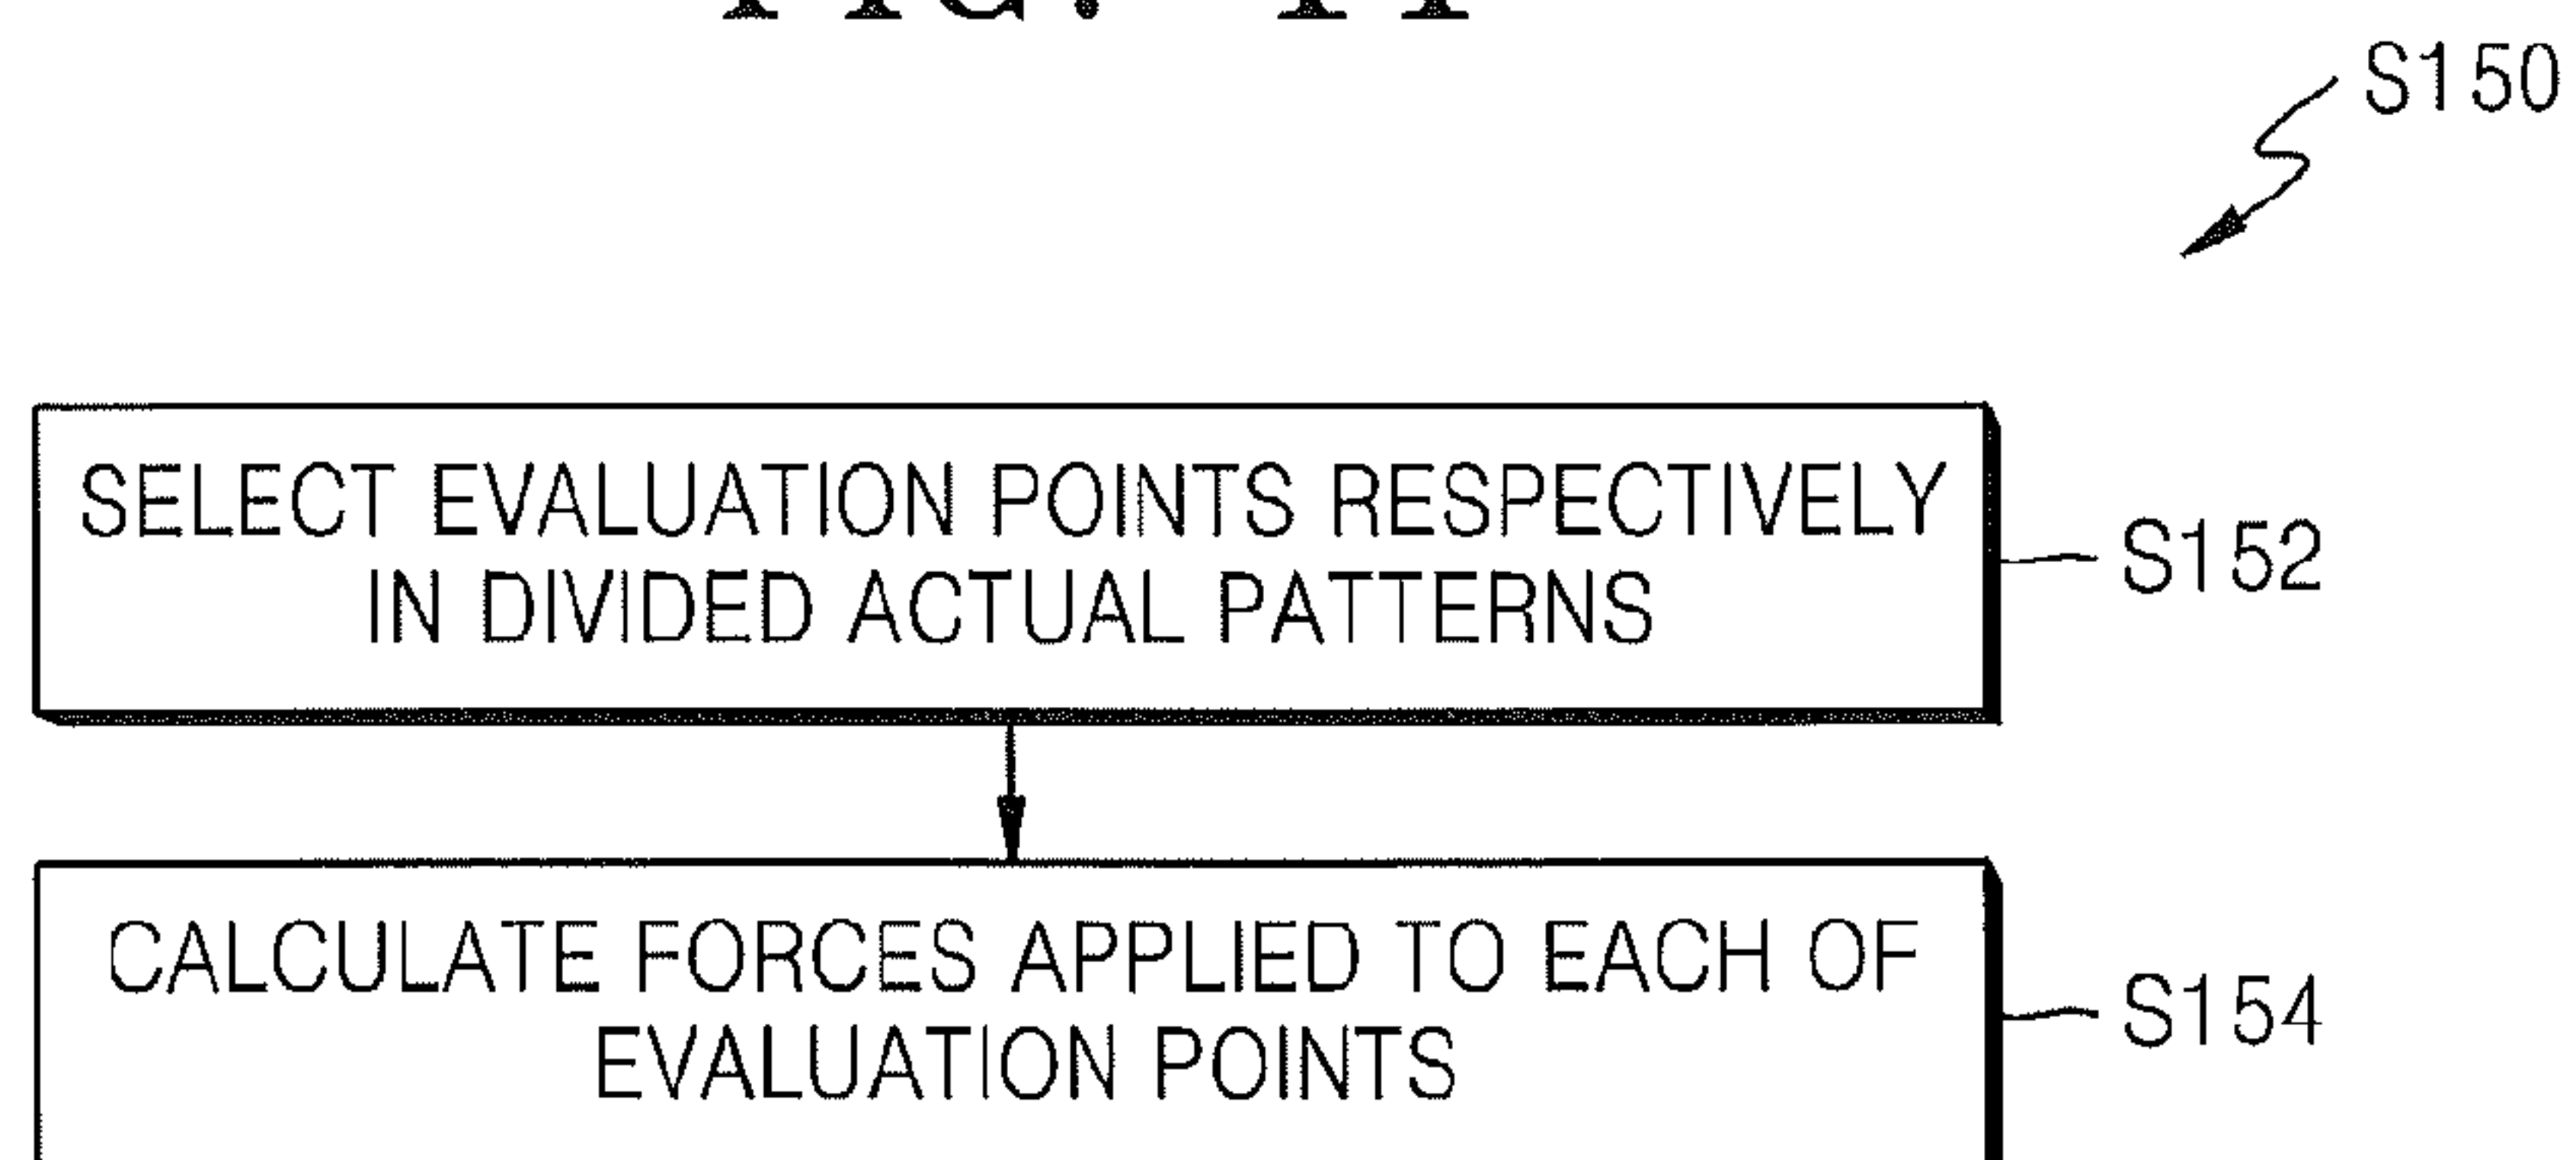 FIG.
S150
SELECT EVALUATION POINTS RESPECTIVELY
IN DIVIDED ACTUAL PATTERNS
S152
CALCULATE FORCES APPLIED TO EACH OF
EVALUATION POINTS
S154